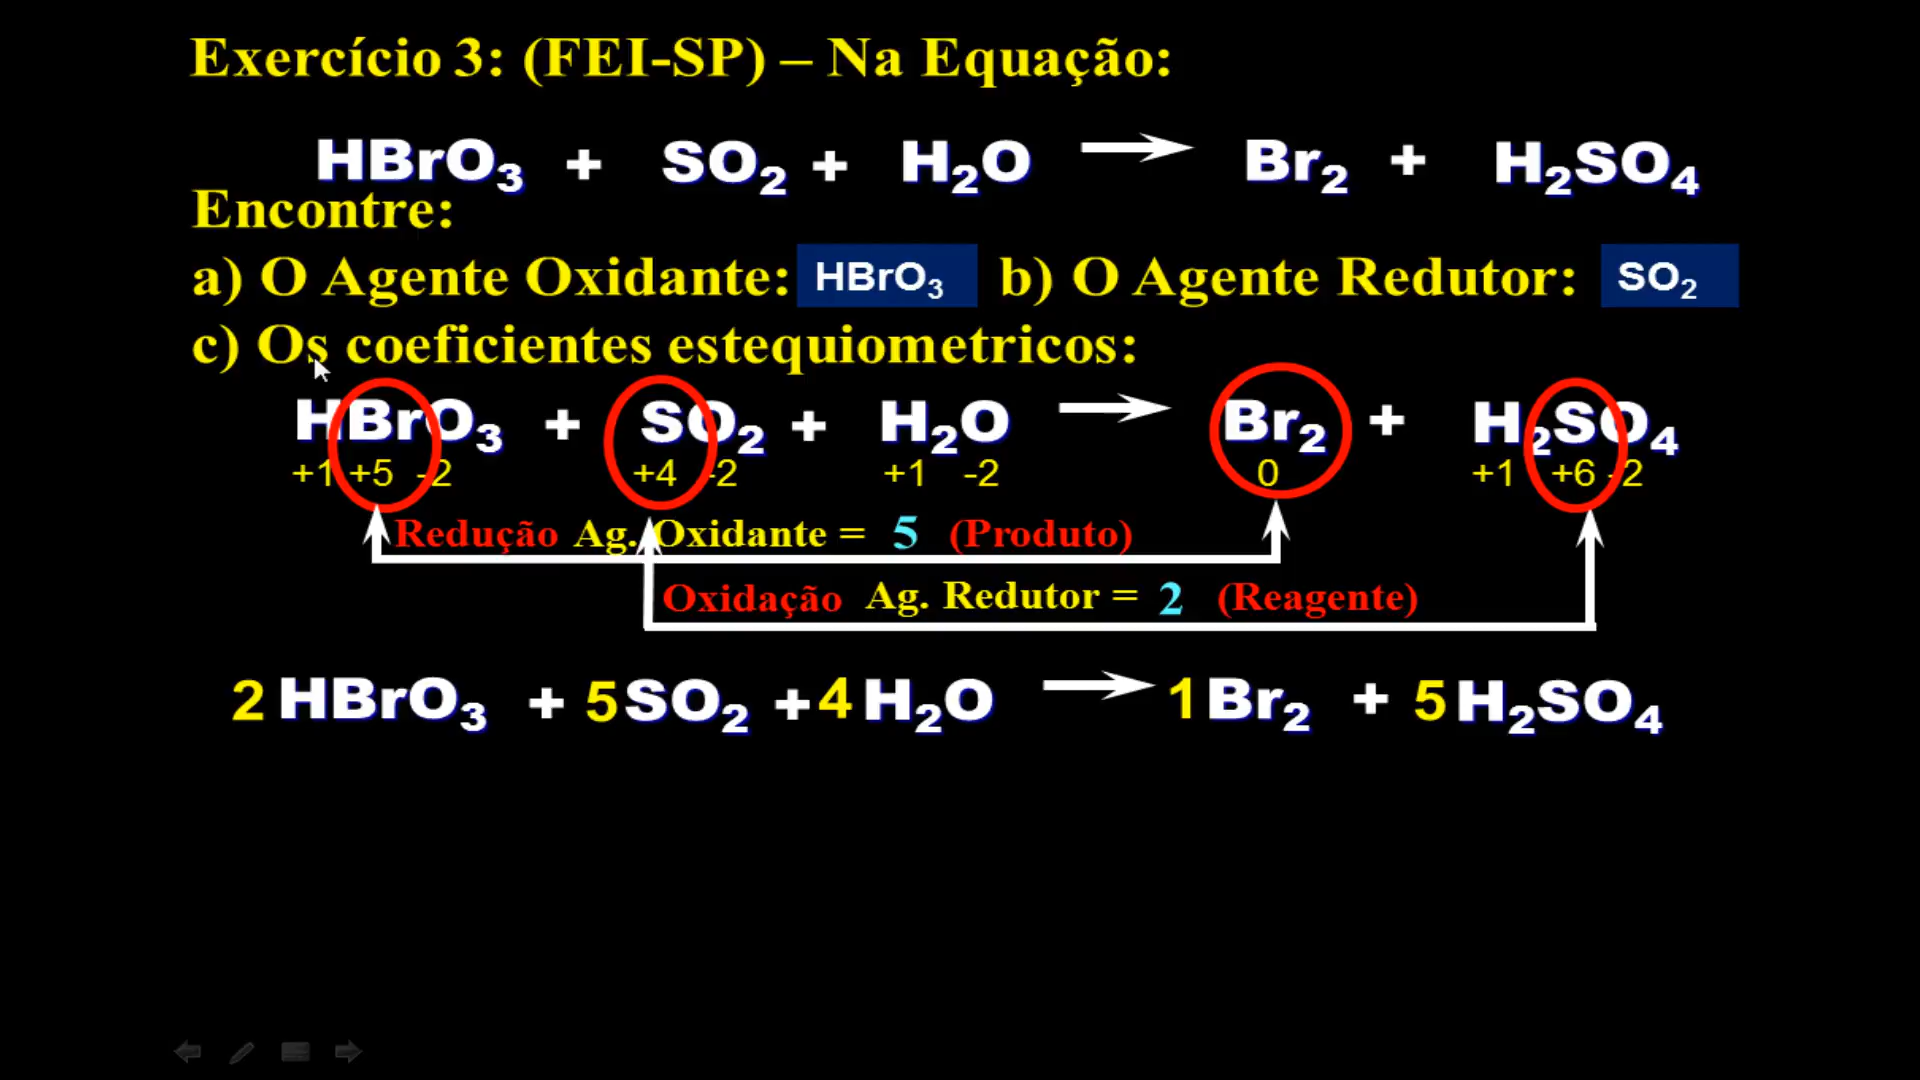 Exercício 3: (FEI-SP) – Na Equação:
HBrO₃ + SO₂ + H₂O → Br₂ + H₂SO₄
Encontre:
a) O Agente Oxidante: HBrO₃ b) O Agente Redutor: SO₂
c) Os coeficientes estequiometricos:
HBrO₃ + SO₂ + H₂O → Br₂ + H₂SO₄
+1 +5 -2 +4 -2 +1 -2 0 +1 +6 -2
Redução Ag. Oxidante = 5 (Produto)
Oxidação Ag. Redutor = 2 (Reagente)
2 HBrO₃ + 5 SO₂ + 4 H₂O → 1 Br₂ + 5 H₂SO₄